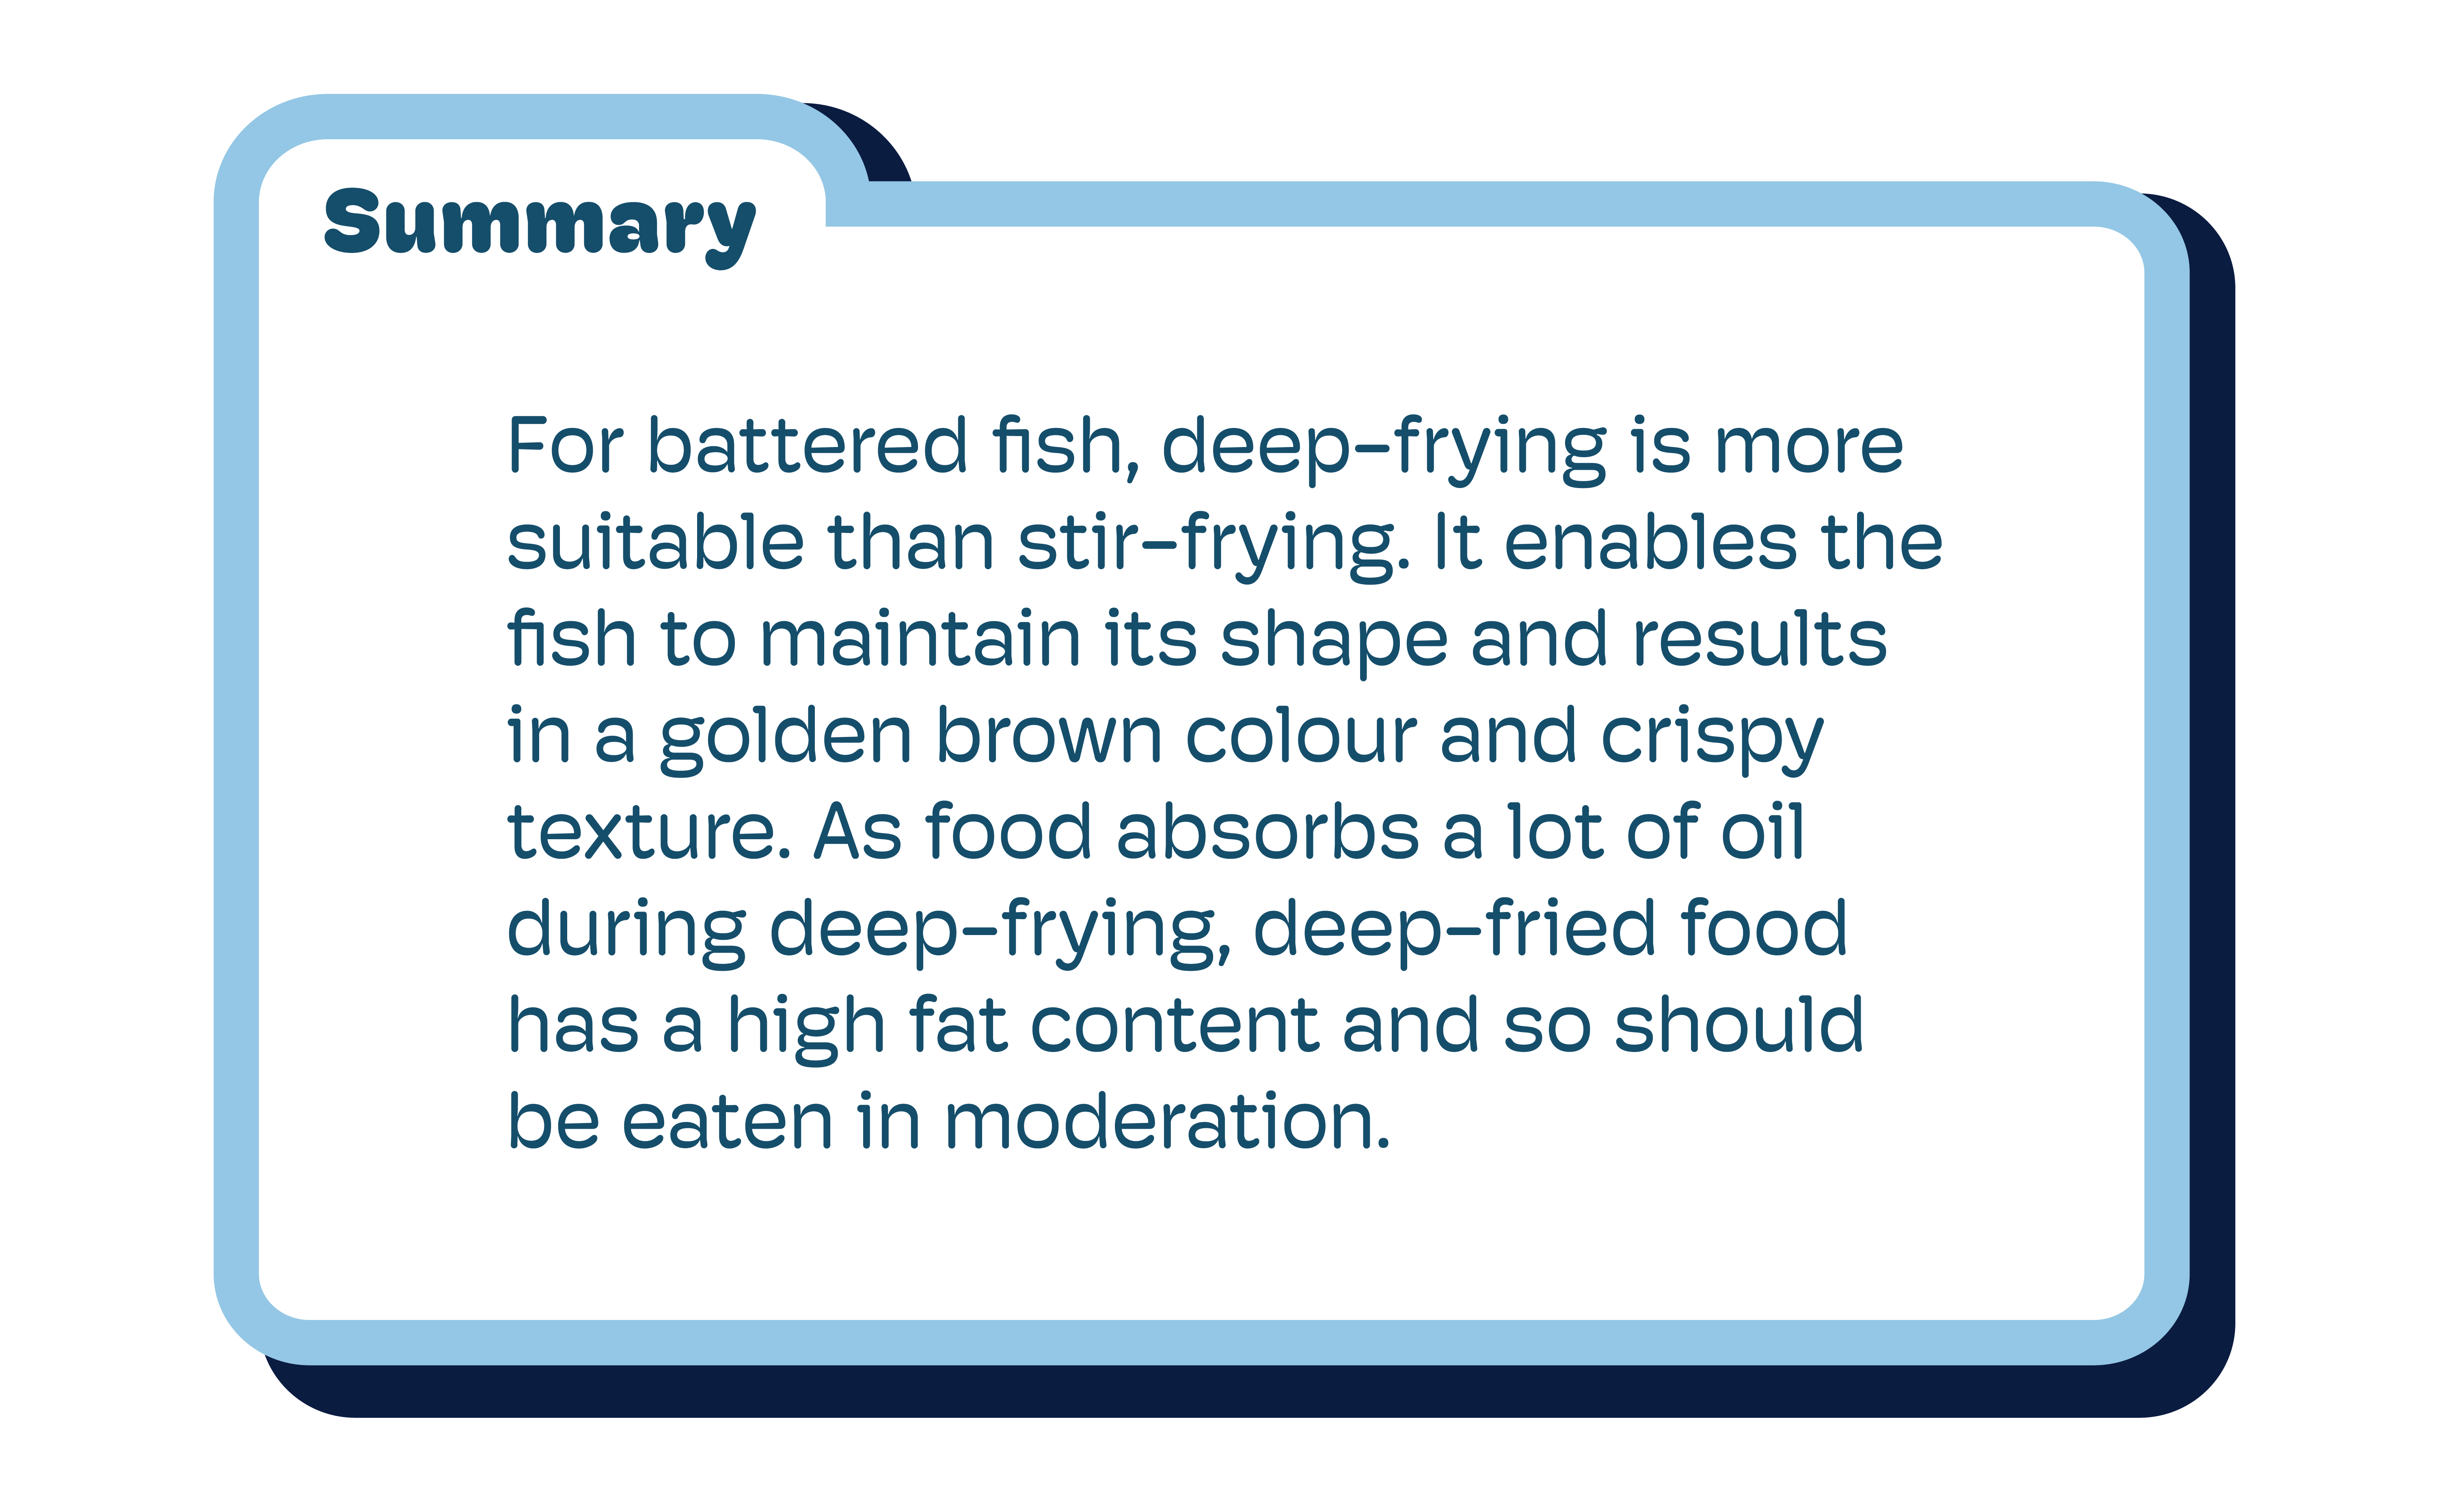 Summary
For battered fish, deep-frying is more
suitable than stir-frying. It enables the
fish to maintain its shape and results
in a golden brown colour and crispy
texture. As food absorbs a lot of oil
during deep-frying, deep-fried food
has a high fat content and so should
be eaten in moderation.